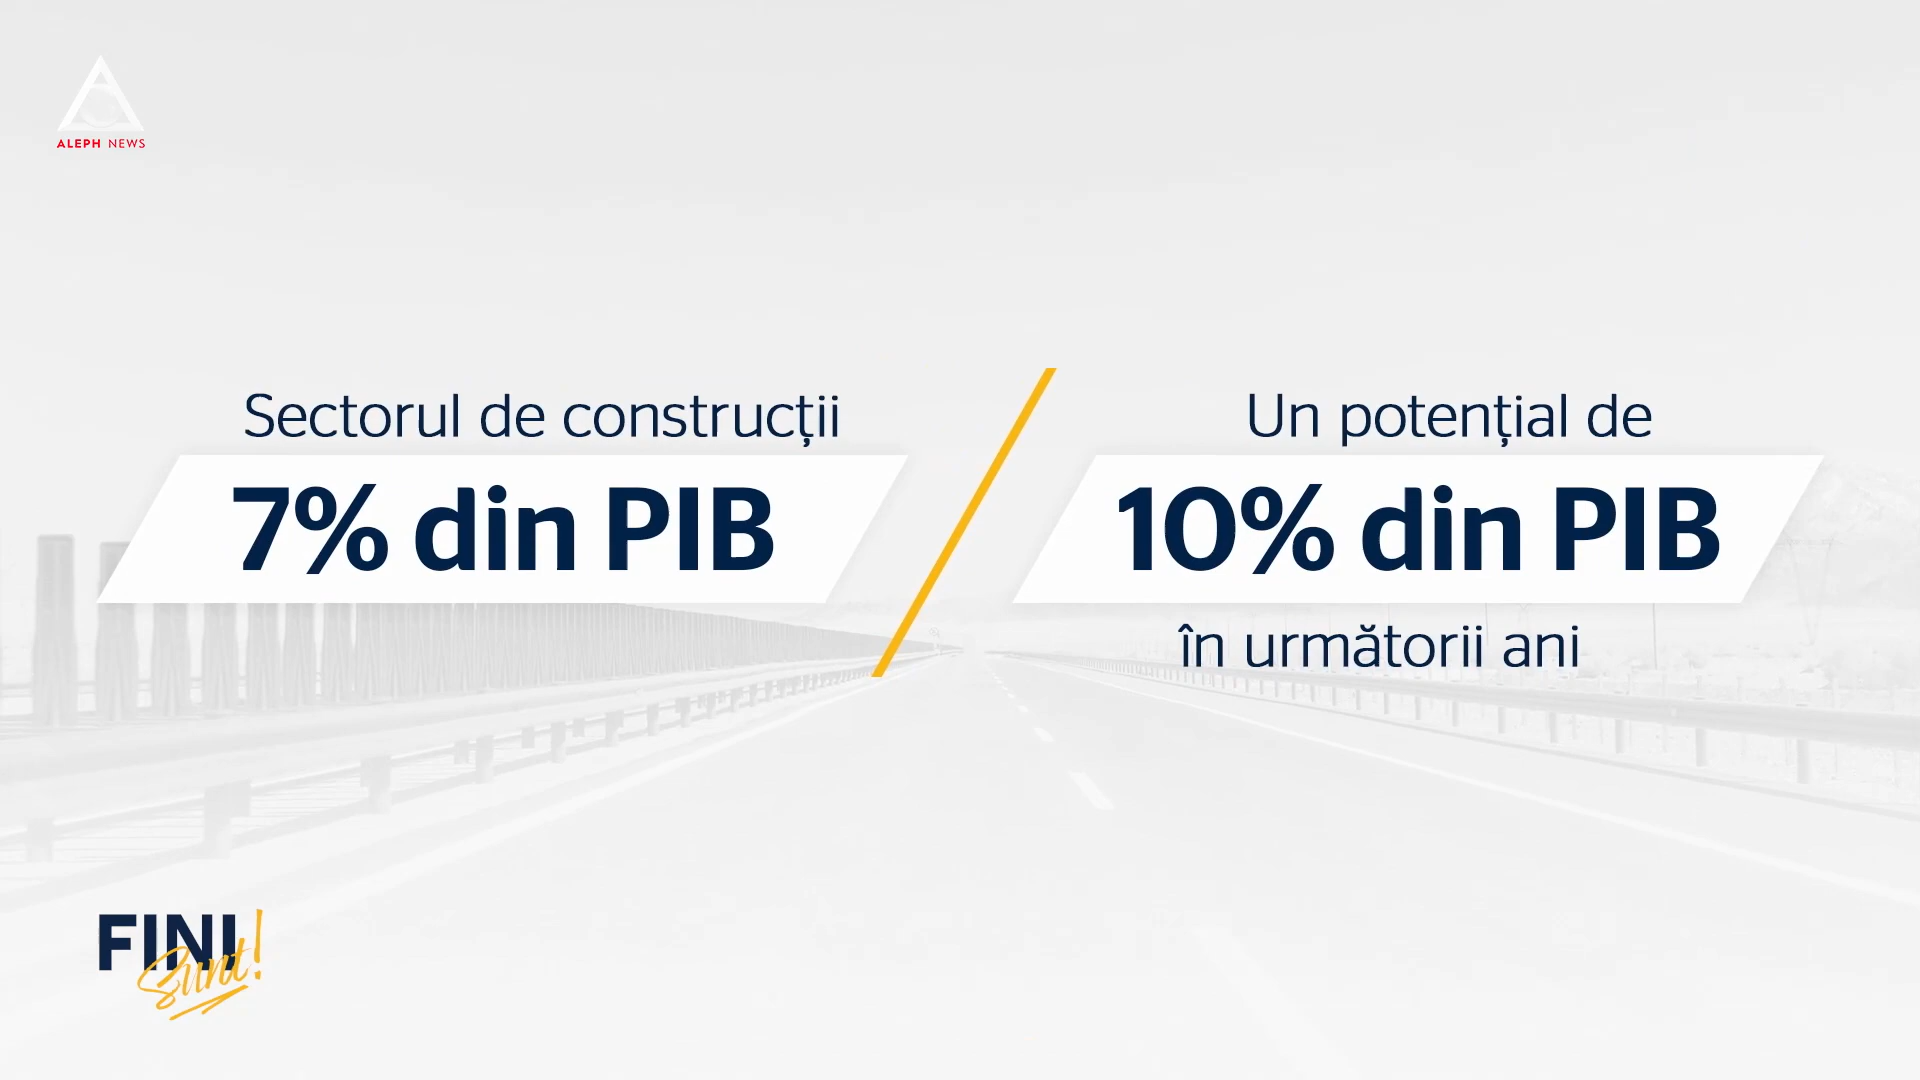 ALEPH NEWS
Sectorul de construcții
7% din PIB
Un potențial de
10% din PIB
în următorii ani
FINI
Sunt!